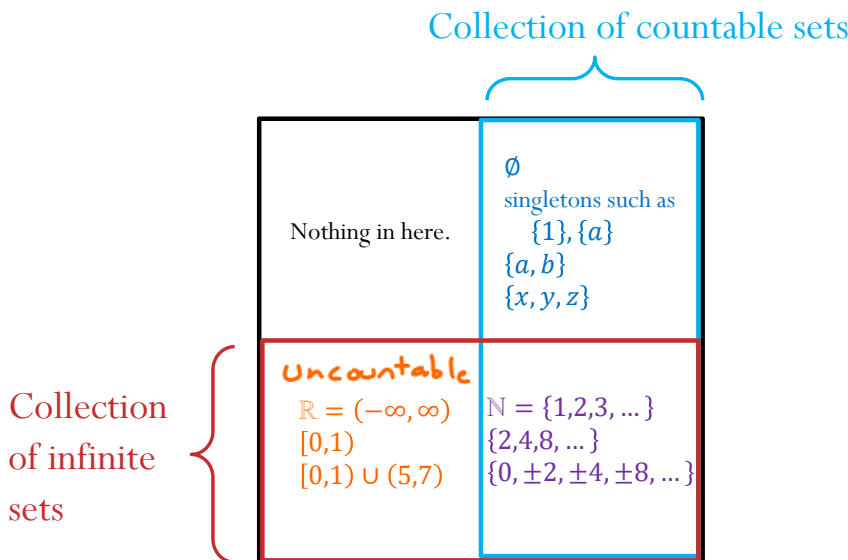 Collection of countable sets
Nothing in here.
∅
singletons such as
{1}, {a}
{a, b}
{x, y, z}
Collection
of infinite
sets
Uncountable
ℝ = (−∞, ∞)
[0,1)
[0,1) ∪ (5,7)
ℕ = {1,2,3, … }
{2,4,8, … }
{0, ±2, ±4, ±8, … }